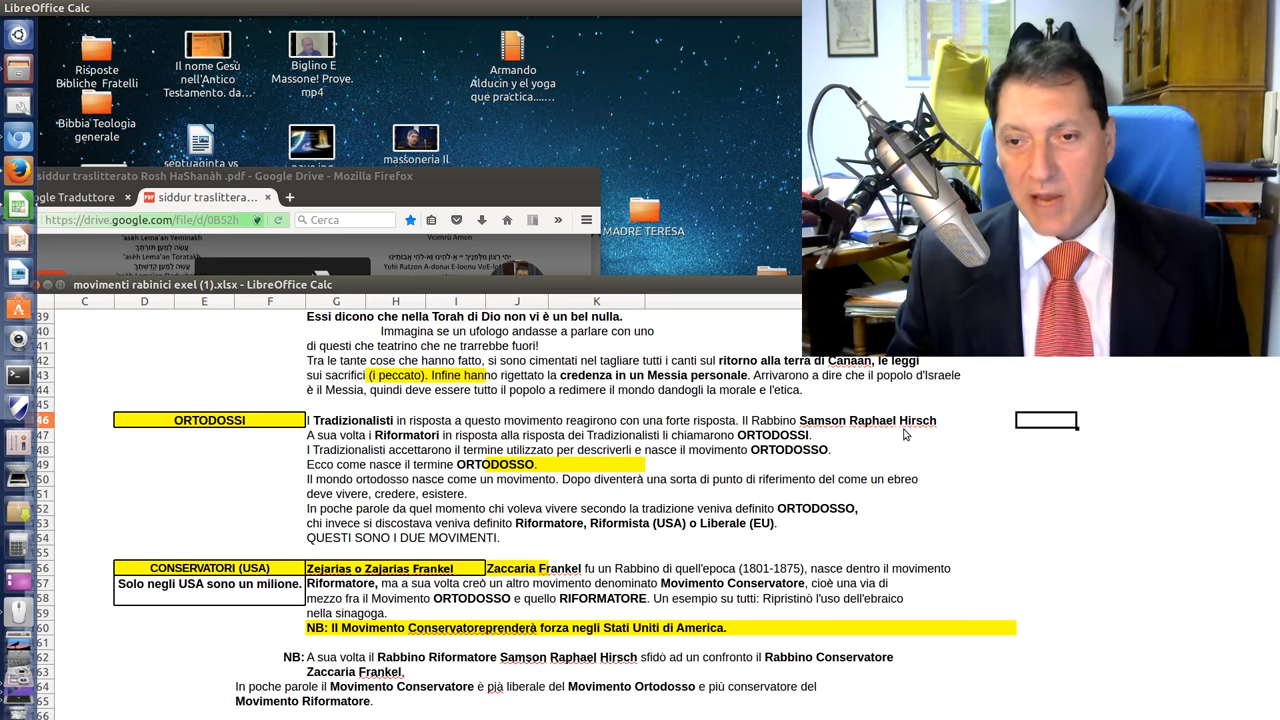 LibreOffice Calc
Risposte
Bibliche_Fratelli
Il nome Gesù
nell'Antico
Testamento. da...
Biglino E
Massone! Prove.
mp4
Armando
Alducin y el yoga
que practica.....…
Bibbia Teologia
generale
septuaginta vs
massoneria Il
MADRE TERESA
siddur traslitterato Rosh HaShanàh .pdf - Google Drive - Mozilla Firefox
gle Traduttore × siddur traslittera... × +
https://drive.google.com/file/d/0B52h Cerca »
'asèh Lema'an Yeminakh
עֲשֵׂה לְמַעַן תּוֹרָתָךְ
'asèh Lema'an Toratakh
movimenti rabinici exel (1).xlsx - LibreOffice Calc
C D E F G H I J K
39 Essi dicono che nella Torah di Dio non vi è un bel nulla.
40 Immagina se un ufologo andasse a parlare con uno
41 di questi che teatrino che ne trarrebbe fuori!
42 Tra le tante cose che hanno fatto, si sono cimentati nel tagliare tutti i canti sul ritorno alla terra di Canaan, le leggi
43 sui sacrifici (i peccato). Infine hanno rigettato la credenza in un Messia personale. Arrivarono a dire che il popolo d'Israele
44 è il Messia, quindi deve essere tutto il popolo a redimere il mondo dandogli la morale e l'etica.
45
46 ORTODOSSI I Tradizionalisti in risposta a questo movimento reagirono con una forte risposta. Il Rabbino Samson Raphael Hirsch
47 A sua volta i Riformatori in risposta alla risposta dei Tradizionalisti li chiamarono ORTODOSSI.
48 I Tradizionalisti accettarono il termine utilizzato per descriverli e nasce il movimento ORTODOSSO.
49 Ecco come nasce il termine ORTODOSSO.
50 Il mondo ortodosso nasce come un movimento. Dopo diventerà una sorta di punto di riferimento del come un ebreo
51 deve vivere, credere, esistere.
52 In poche parole da quel momento chi voleva vivere secondo la tradizione veniva definito ORTODOSSO,
53 chi invece si discostava veniva definito Riformatore, Riformista (USA) o Liberale (EU).
54 QUESTI SONO I DUE MOVIMENTI.
55
56 CONSERVATORI (USA) Zejarias o Zajarias Frankel Zaccaria Frankel fu un Rabbino di quell'epoca (1801-1875), nasce dentro il movimento
57 Solo negli USA sono un milione. Riformatore, ma a sua volta creò un altro movimento denominato Movimento Conservatore, cioè una via di
58 mezzo fra il Movimento ORTODOSSO e quello RIFORMATORE. Un esempio su tutti: Ripristinò l'uso dell'ebraico
59 nella sinagoga.
60 NB: Il Movimento Conservatoreprenderà forza negli Stati Uniti di America.
61
62 NB: A sua volta il Rabbino Riformatore Samson Raphael Hirsch sfidò ad un confronto il Rabbino Conservatore
63 Zaccaria Frankel,
64 In poche parole il Movimento Conservatore è pjà liberale del Movimento Ortodosso e più conservatore del
65 Movimento Riformatore.
66